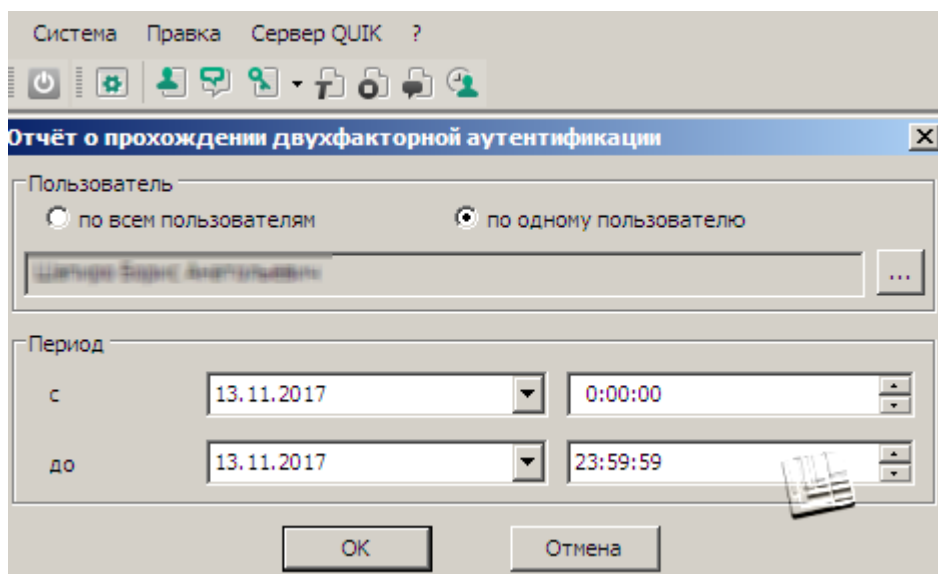 Система Правка Сервер QUIK ?
Отчёт о прохождении двухфакторной аутентификации
Пользователь
по всем пользователям по одному пользователю
...
Период
с 13.11.2017 0:00:00
до 13.11.2017 23:59:59
ОК Отмена